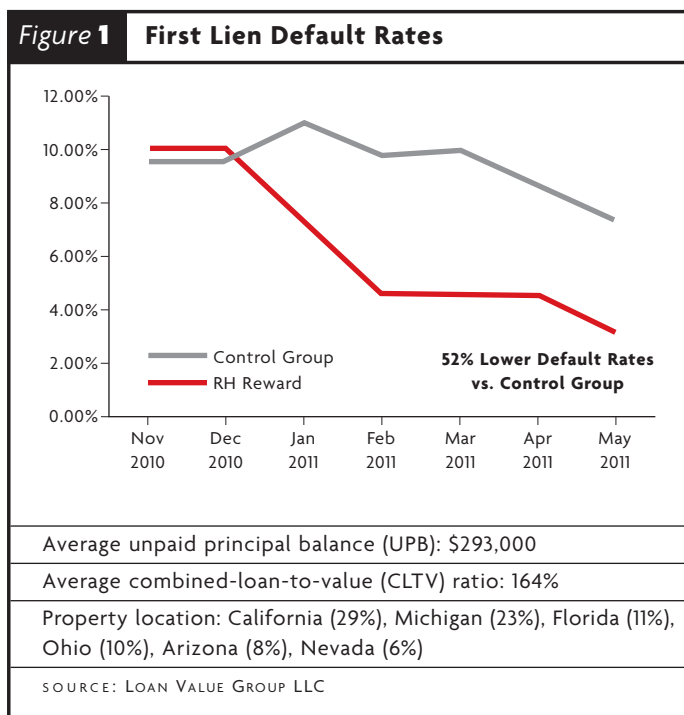 Figure 1 First Lien Default Rates
12.00%
10.00%
8.00%
6.00%
4.00%
2.00%
0.00%
Control Group
RH Reward
52% Lower Default Rates
vs. Control Group
Nov Dec Jan Feb Mar Apr May
2010 2010 2011 2011 2011 2011 2011
Average unpaid principal balance (UPB): $293,000
Average combined-loan-to-value (CLTV) ratio: 164%
Property location: California (29%), Michigan (23%), Florida (11%),
Ohio (10%), Arizona (8%), Nevada (6%)
SOURCE: LOAN VALUE GROUP LLC